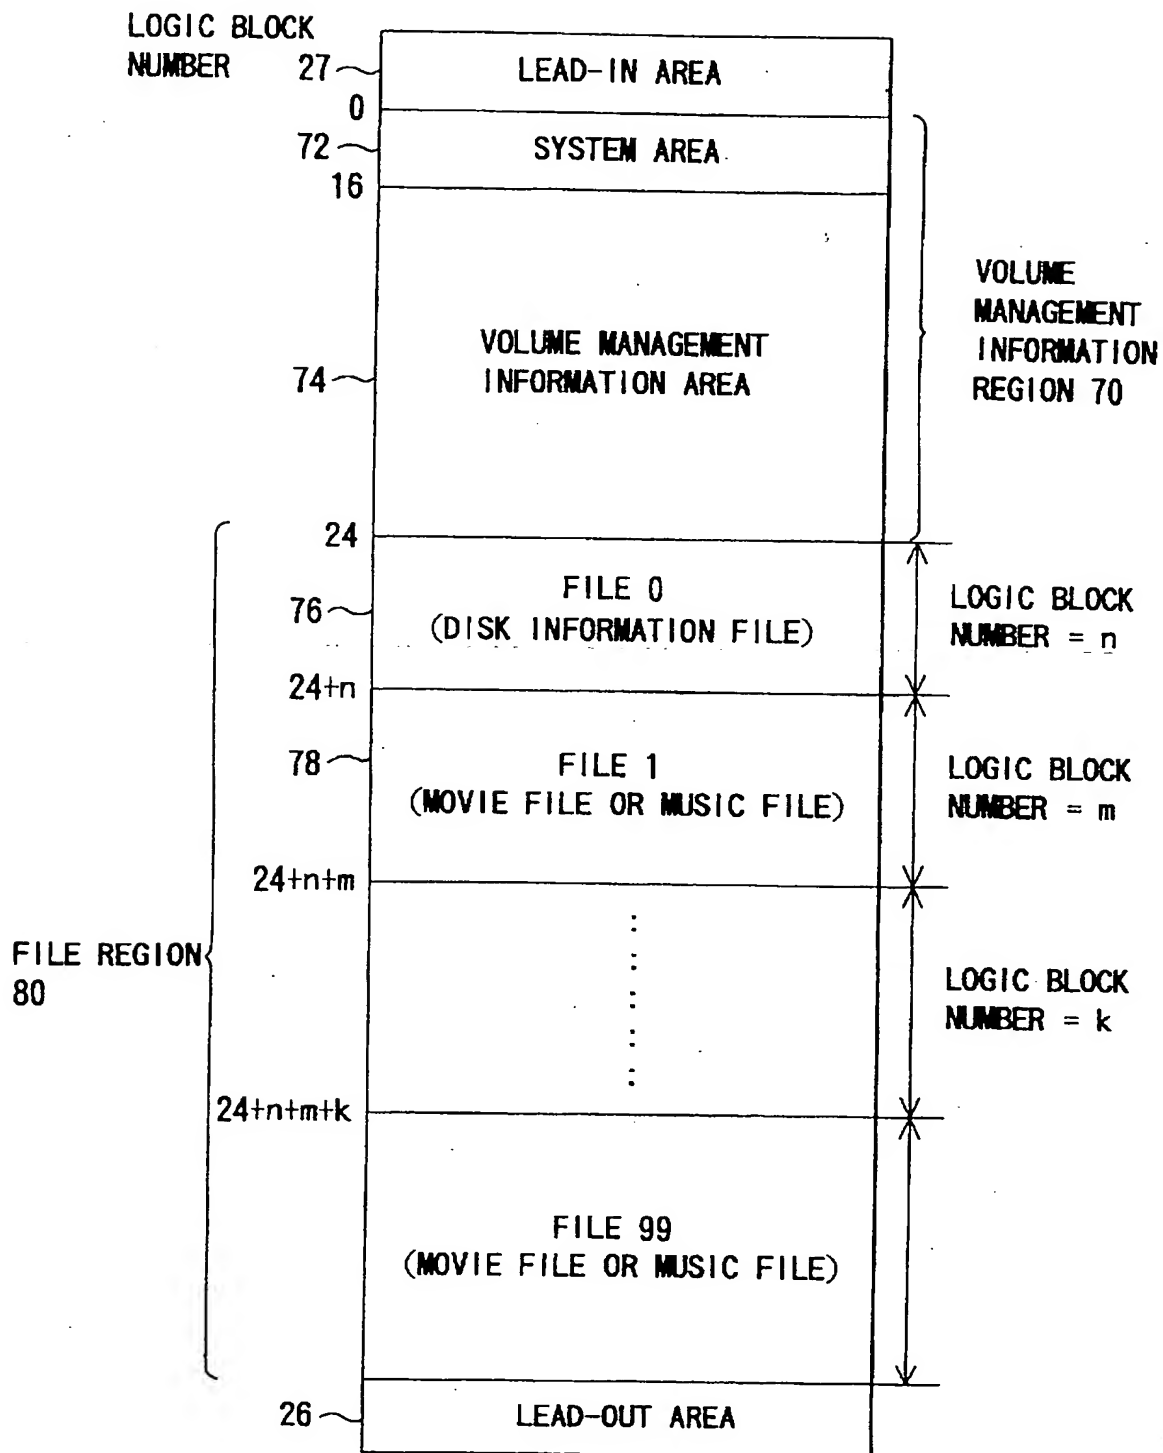 LOGIC BLOCK
NUMBER
27
LEAD-IN AREA
0
72
SYSTEM AREA
16
VOLUME
MANAGEMENT
INFORMATION
REGION 70
VOLUME MANAGEMENT
INFORMATION AREA
74
24
FILE 0
(DISK INFORMATION FILE)
76
LOGIC BLOCK
NUMBER = n
24+n
78
FILE 1
(MOVIE FILE OR MUSIC FILE)
LOGIC BLOCK
NUMBER = m
24+n+m
FILE REGION
80
LOGIC BLOCK
NUMBER = k
24+n+m+k
FILE 99
(MOVIE FILE OR MUSIC FILE)
26
LEAD-OUT AREA